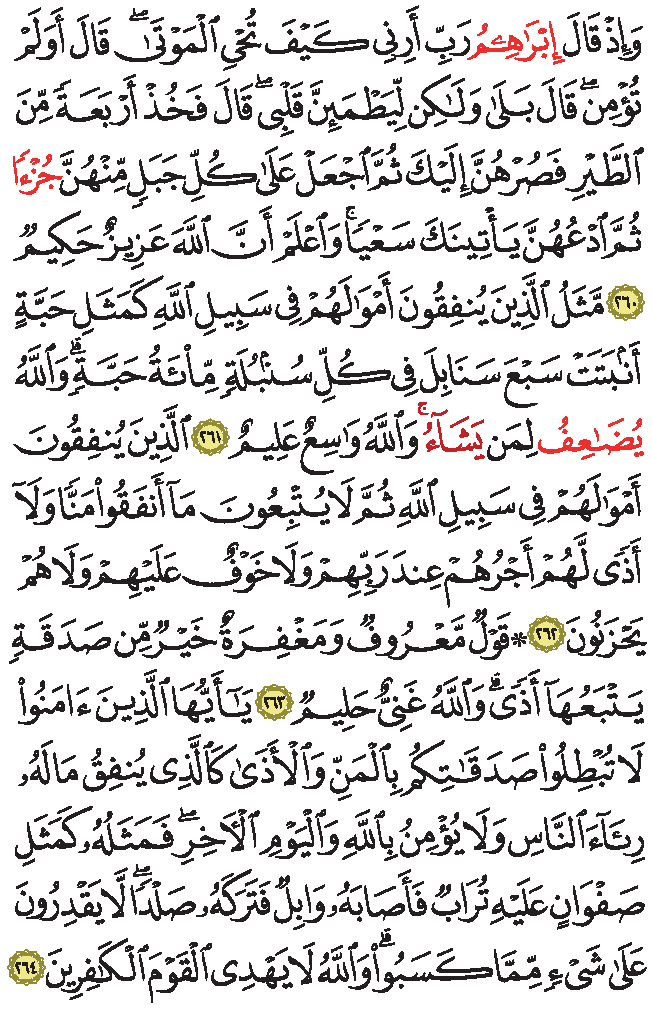 وَإِذْ قَالَ إِبْرَٰهِـۧمُ رَبِّ أَرِنِى كَيْفَ تُحْىِ ٱلْمَوْتَىٰۖ قَالَ أَوَلَمْ
تُؤْمِنۖ قَالَ بَلَىٰ وَلَـٰكِن لِّيَطْمَئِنَّ قَلْبِىۖ قَالَ فَخُذْ أَرْبَعَةً مِّنَ
ٱلطَّيْرِ فَصُرْهُنَّ إِلَيْكَ ثُمَّ ٱجْعَلْ عَلَىٰ كُلِّ جَبَلٍ مِّنْهُنَّ جُزْءًا
ثُمَّ ٱدْعُهُنَّ يَأْتِينَكَ سَعْيًاۚ وَٱعْلَمْ أَنَّ ٱللَّهَ عَزِيزٌ حَكِيمٌ
٢٦٠ مَّثَلُ ٱلَّذِينَ يُنفِقُونَ أَمْوَٰلَهُمْ فِى سَبِيلِ ٱللَّهِ كَمَثَلِ حَبَّةٍ
أَنۢبَتَتْ سَبْعَ سَنَابِلَ فِى كُلِّ سُنۢبُلَةٍ مِّا۟ئَةُ حَبَّةٍۗ وَٱللَّهُ
يُضَـٰعِفُ لِمَن يَشَآءُۚ وَٱللَّهُ وَٰسِعٌ عَلِيمٌ ٢٦١ ٱلَّذِينَ يُنفِقُونَ
أَمْوَٰلَهُمْ فِى سَبِيلِ ٱللَّهِ ثُمَّ لَا يُتْبِعُونَ مَآ أَنفَقُوا۟ مَنًّا وَلَآ
أَذًى لَّهُمْ أَجْرُهُمْ عِندَ رَبِّهِمْ وَلَا خَوْفٌ عَلَيْهِمْ وَلَا هُمْ
يَحْزَنُونَ ٢٦٢ * قَوْلٌ مَّعْرُوفٌ وَمَغْفِرَةٌ خَيْرٌ مِّن صَدَقَةٍ
يَتْبَعُهَآ أَذًىۗ وَٱللَّهُ غَنِىٌّ حَلِيمٌ ٢٦٣ يَـٰٓأَيُّهَا ٱلَّذِينَ ءَامَنُوا۟
لَا تُبْطِلُوا۟ صَدَقَـٰتِكُم بِٱلْمَنِّ وَٱلْأَذَىٰ كَٱلَّذِى يُنفِقُ مَالَهُۥ
رِئَآءَ ٱلنَّاسِ وَلَا يُؤْمِنُ بِٱللَّهِ وَٱلْيَوْمِ ٱلْـَٔاخِرِۖ فَمَثَلُهُۥ كَمَثَلِ
صَفْوَانٍ عَلَيْهِ تُرَابٌ فَأَصَابَهُۥ وَابِلٌ فَتَرَكَهُۥ صَلْدًاۖ لَّا يَقْدِرُونَ
عَلَىٰ شَىْءٍ مِّمَّا كَسَبُوا۟ۗ وَٱللَّهُ لَا يَهْدِى ٱلْقَوْمَ ٱلْكَـٰفِرِينَ ٢٦٤